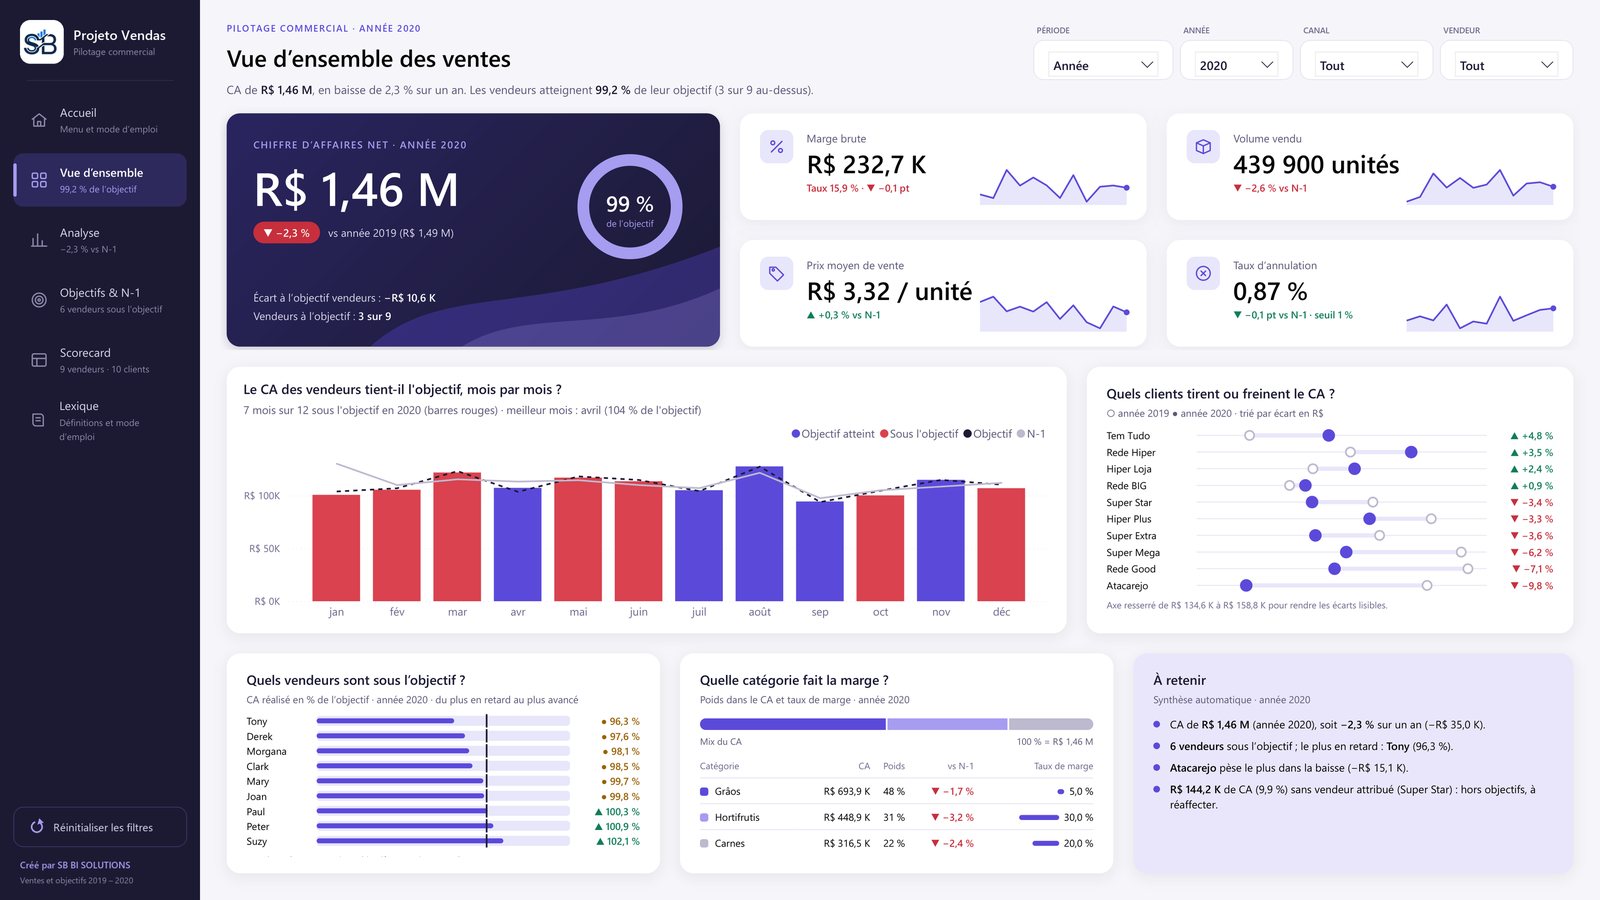 SB
Projeto Vendas
Pilotage commercial
Accueil
Menu et mode d'emploi
Vue d'ensemble
99,2 % de l'objectif
Analyse
−2,3 % vs N-1
Objectifs & N-1
6 vendeurs sous l'objectif
Scorecard
9 vendeurs · 10 clients
Lexique
Définitions et mode
d'emploi
Réinitialiser les filtres
Créé par SB BI SOLUTIONS
Ventes et objectifs 2019 – 2020
PILOTAGE COMMERCIAL · ANNÉE 2020
Vue d'ensemble des ventes
CA de R$ 1,46 M, en baisse de 2,3 % sur un an. Les vendeurs atteignent 99,2 % de leur objectif (3 sur 9 au-dessus).
PÉRIODE
Année
ANNÉE
2020
CANAL
Tout
VENDEUR
Tout
CHIFFRE D'AFFAIRES NET · ANNÉE 2020
R$ 1,46 M
▼ −2,3 % vs année 2019 (R$ 1,49 M)
99 %
de l'objectif
Écart à l'objectif vendeurs : −R$ 10,6 K
Vendeurs à l'objectif : 3 sur 9
Marge brute
R$ 232,7 K
Taux 15,9 % · ▼ −0,1 pt
Volume vendu
439 900 unités
▼ −2,6 % vs N-1
Prix moyen de vente
R$ 3,32 / unité
▲ +0,3 % vs N-1
Taux d'annulation
0,87 %
▼ −0,1 pt vs N-1 · seuil 1 %
Le CA des vendeurs tient-il l'objectif, mois par mois ?
7 mois sur 12 sous l'objectif en 2020 (barres rouges) · meilleur mois : avril (104 % de l'objectif)
Objectif atteint Sous l'objectif Objectif N-1
R$ 100K
R$ 50K
R$ 0K
jan fév mar avr mai juin juil août sep oct nov déc
Quels clients tirent ou freinent le CA ?
○ année 2019 ● année 2020 · trié par écart en R$
Tem Tudo ▲ +4,8 %
Rede Hiper ▲ +3,5 %
Hiper Loja ▲ +2,4 %
Rede BIG ▲ +0,9 %
Super Star ▼ −3,4 %
Hiper Plus ▼ −3,3 %
Super Extra ▼ −3,6 %
Super Mega ▼ −6,2 %
Rede Good ▼ −7,1 %
Atacarejo ▼ −9,8 %
Axe resserré de R$ 134,6 K à R$ 158,8 K pour rendre les écarts lisibles.
Quels vendeurs sont sous l'objectif ?
CA réalisé en % de l'objectif · année 2020 · du plus en retard au plus avancé
Tony ● 96,3 %
Derek ● 97,6 %
Morgana ● 98,1 %
Clark ● 98,5 %
Mary ● 99,7 %
Joan ● 99,8 %
Paul ▲ 100,3 %
Peter ▲ 100,9 %
Suzy ▲ 102,1 %
Quelle catégorie fait la marge ?
Poids dans le CA et taux de marge · année 2020
Mix du CA 100 % = R$ 1,46 M
Catégorie CA Poids vs N-1 Taux de marge
Grãos R$ 693,9 K 48 % ▼ −1,7 % 5,0 %
Hortifrutis R$ 448,9 K 31 % ▼ −3,2 % 30,0 %
Carnes R$ 316,5 K 22 % ▼ −2,4 % 20,0 %
À retenir
Synthèse automatique · année 2020
CA de R$ 1,46 M (année 2020), soit −2,3 % sur un an (−R$ 35,0 K).
6 vendeurs sous l'objectif ; le plus en retard : Tony (96,3 %).
Atacarejo pèse le plus dans la baisse (−R$ 15,1 K).
R$ 144,2 K de CA (9,9 %) sans vendeur attribué (Super Star) : hors objectifs, à
réaffecter.